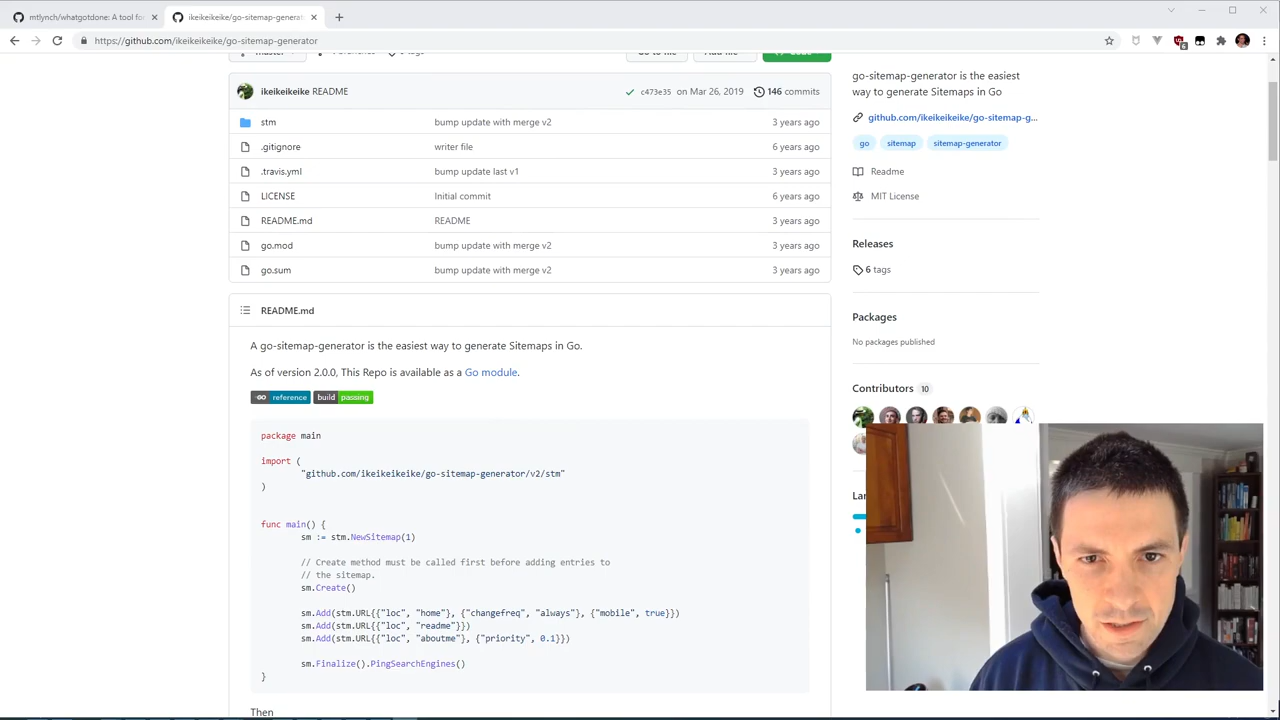 mtlynch/whatgotdone: A tool fo
ikeikeikeike/go-sitemap-generat
https://github.com/ikeikeikeike/go-sitemap-generator
6
ikeikeikeike README
c473e35 on Mar 26, 2019
146 commits
stm
bump update with merge v2
3 years ago
.gitignore
writer file
6 years ago
.travis.yml
bump update last v1
3 years ago
LICENSE
Initial commit
6 years ago
README.md
README
3 years ago
go.mod
bump update with merge v2
3 years ago
go.sum
bump update with merge v2
3 years ago
README.md
A go-sitemap-generator is the easiest way to generate Sitemaps in Go.
As of version 2.0.0, This Repo is available as a Go module.
GO reference build passing
package main
import (
"github.com/ikeikeikeike/go-sitemap-generator/v2/stm"
)
func main() {
sm := stm.NewSitemap(1)
// Create method must be called first before adding entries to
// the sitemap.
sm.Create()
sm.Add(stm.URL{{"loc", "home"}, {"changefreq", "always"}, {"mobile", true}})
sm.Add(stm.URL{{"loc", "readme"}})
sm.Add(stm.URL{{"loc", "aboutme"}, {"priority", 0.1}})
sm.Finalize().PingSearchEngines()
}
Then
go-sitemap-generator is the easiest
way to generate Sitemaps in Go
github.com/ikeikeikeike/go-sitemap-g...
go sitemap sitemap-generator
Readme
MIT License
Releases
6 tags
Packages
No packages published
Contributors 10